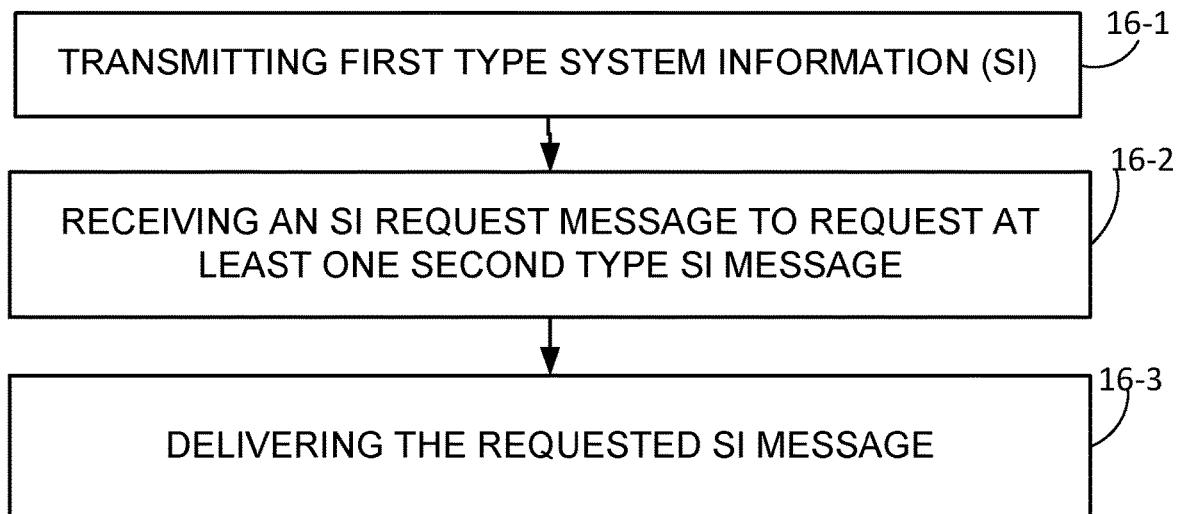 16-1
TRANSMITTING FIRST TYPE SYSTEM INFORMATION (SI)
16-2
RECEIVING AN SI REQUEST MESSAGE TO REQUEST AT
LEAST ONE SECOND TYPE SI MESSAGE
16-3
DELIVERING THE REQUESTED SI MESSAGE